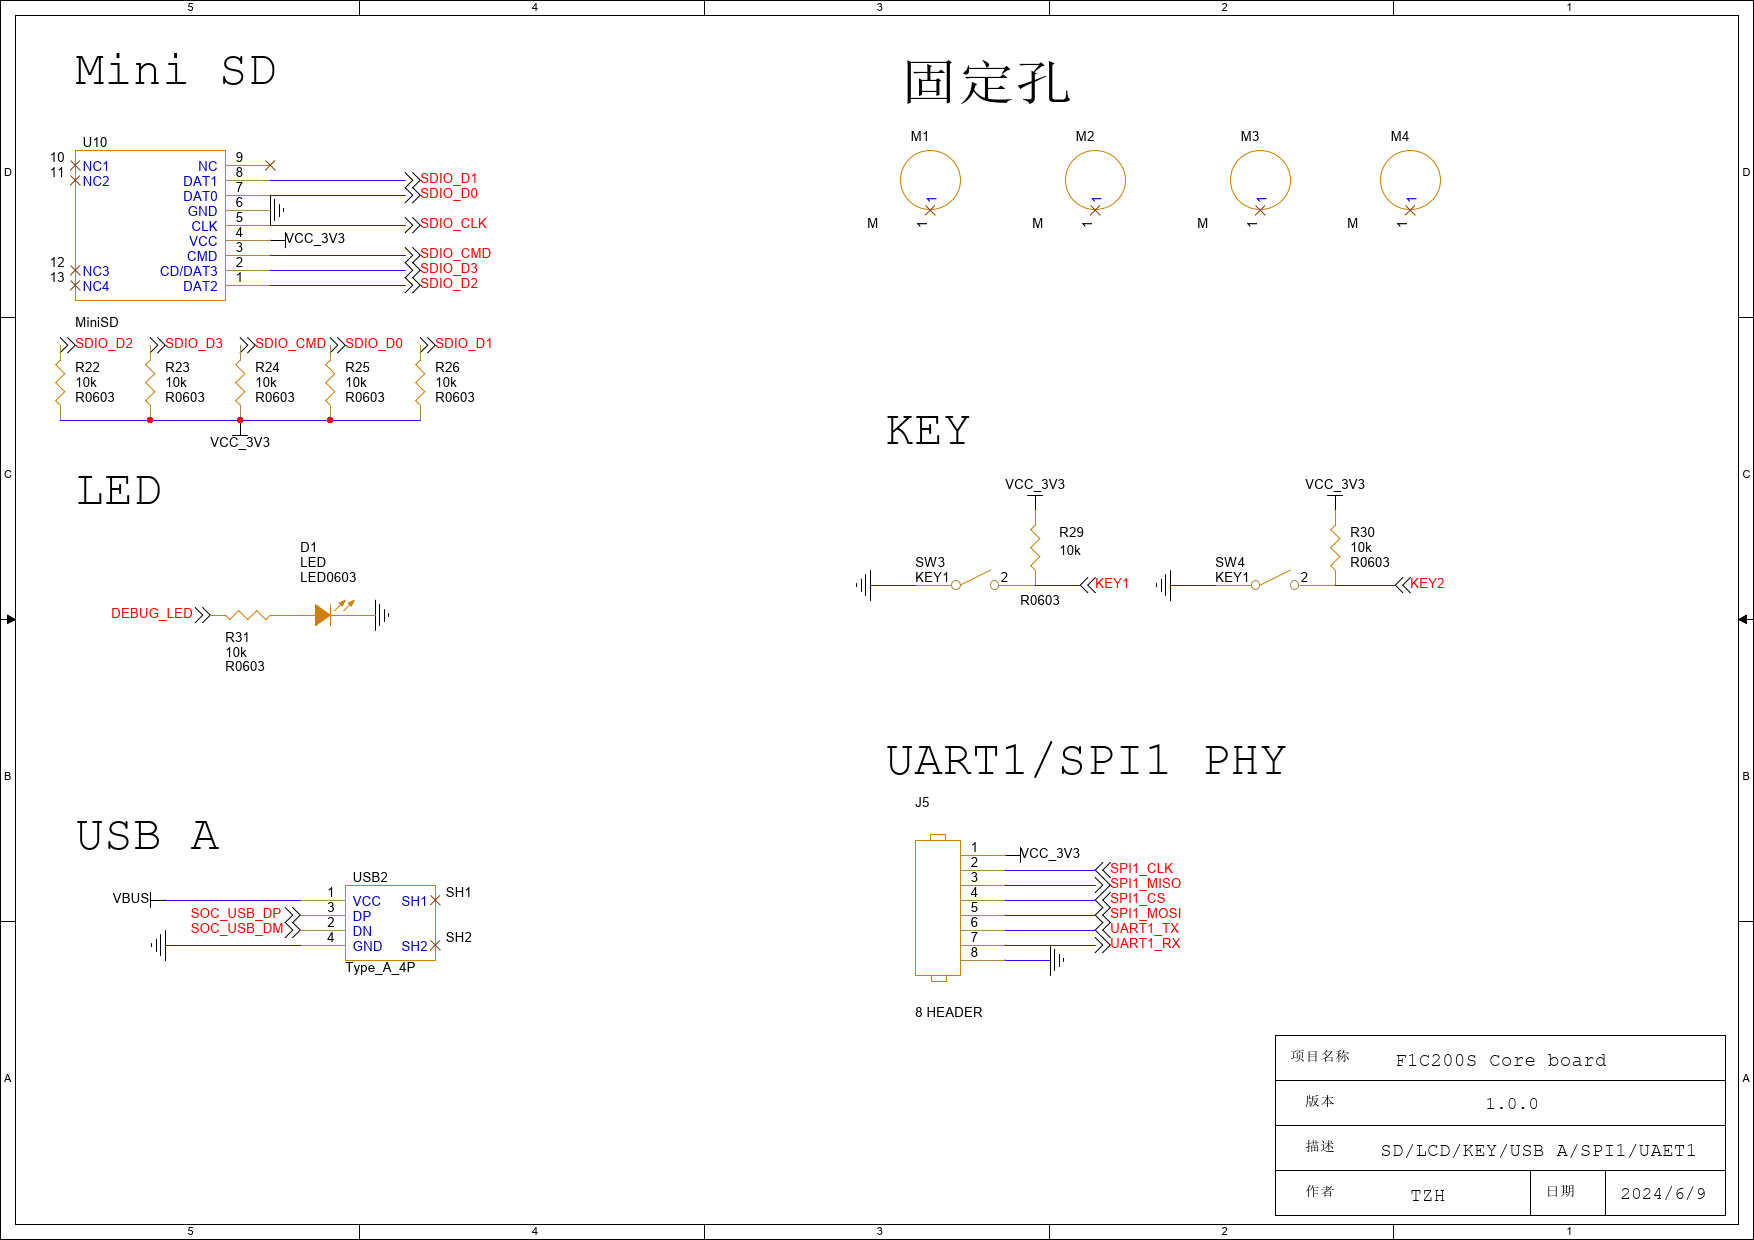 5 4 3 2 1
Mini SD
U10
10 NC1 NC 9
11 NC2 DAT1 8 SDIO_D1
DAT0 7 SDIO_D0
GND 6
CLK 5 SDIO_CLK
VCC 4 VCC_3V3
CMD 3 SDIO_CMD
12 NC3 CD/DAT3 2 SDIO_D3
13 NC4 DAT2 1 SDIO_D2
MiniSD
SDIO_D2 SDIO_D3 SDIO_CMD SDIO_D0 SDIO_D1
R22 R23 R24 R25 R26
10k 10k 10k 10k 10k
R0603 R0603 R0603 R0603 R0603
VCC_3V3
固定孔
M1 M2 M3 M4
1 1 1 1
M 1 M 1 M 1 M 1
D D
LED
D1
LED
LED0603
DEBUG_LED
R31
10k
R0603
KEY
VCC_3V3 VCC_3V3
R29
10k
SW3
KEY1 2 KEY1
R0603
R30
10k
R0603
SW4
KEY1 2 KEY2
C C
USB A
USB2
VBUS 1 VCC SH1 SH1
SOC_USB_DP 3 DP
SOC_USB_DM 2 DN
4 GND SH2 SH2
Type_A_4P
UART1/SPI1 PHY
J5
1 VCC_3V3
2 SPI1_CLK
3 SPI1_MISO
4 SPI1_CS
5 SPI1_MOSI
6 UART1_TX
7 UART1_RX
8
8 HEADER
B B
A A
项目名称 F1C200S Core board
版本 1.0.0
描述 SD/LCD/KEY/USB A/SPI1/UAET1
作者 TZH 日期 2024/6/9
5 4 3 2 1